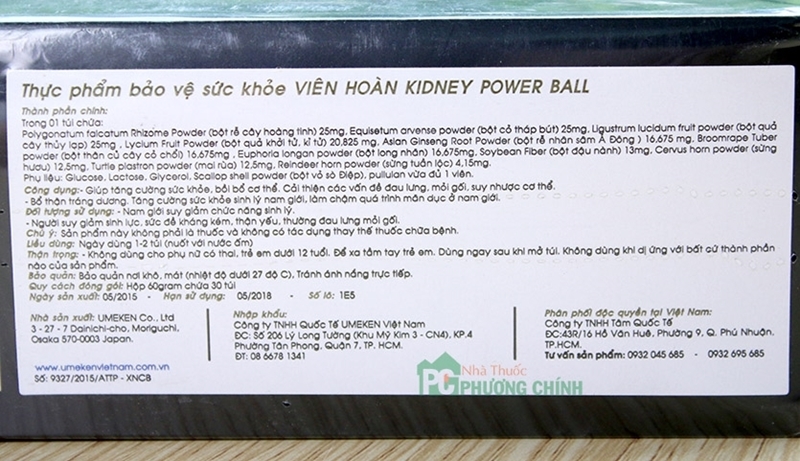 Thực phẩm bảo vệ sức khỏe VIÊN HOÀN KIDNEY POWER BALL
Thành phần chính:
Trong 01 túi chứa:
Polygonatum falcatum Rhizome Powder (bột rễ cây hoàng tinh) 25mg, Equisetum arvense powder (bột cỏ tháp bút) 25mg, Ligustrum lucidum fruit powder (bột quả
cây thủy lạp) 25mg , Lycium Fruit Powder (bột quả khởi tử, kỉ tử) 20,825 mg, Asian Ginseng Root Powder (bột rễ nhân sâm Á Đông ) 16,675 mg, Broomrape Tuber
powder (bột thân củ cây cỏ chổi) 16,675mg , Euphoria longan powder (bột long nhãn) 16,675mg, Soybean Fiber (bột đậu nành) 13mg, Cervus horn powder (sừng
hươu) 12,5mg, Turtle plastron powder (mai rùa) 12,5mg, Reindeer horn powder (sừng tuần lộc) 4,15mg.
Phụ liệu: Glucose, Lactose, Glycerol, Scallop shell powder (bột vỏ sò Điệp), pullulan vừa đủ 1 viên.
Công dụng: - Giúp tăng cường sức khỏe, bồi bổ cơ thể. Cải thiện các vấn đề đau lưng, mỏi gối, suy nhược cơ thể.
- Bổ thận tráng dương. Tăng cường sức khỏe sinh lý nam giới, làm chậm quá trình mãn dục ở nam giới.
Đối tượng sử dụng: - Nam giới suy giảm chức năng sinh lý.
- Người suy giảm sinh lực, sức đề kháng kém, thận yếu, thường đau lưng mỏi gối.
Chú ý: Sản phẩm này không phải là thuốc và không có tác dụng thay thế thuốc chữa bệnh.
Liều dùng: Ngày dùng 1-2 túi (nuốt với nước ấm)
Thận trọng: - Không dùng cho phụ nữ có thai, trẻ em dưới 12 tuổi. Để xa tầm tay trẻ em. Dùng ngay sau khi mở túi. Không dùng khi dị ứng với bất cứ thành phần
nào của sản phẩm.
Bảo quản: Bảo quản nơi khô, mát (nhiệt độ dưới 27 độ C), Tránh ánh nắng trực tiếp.
Quy cách đóng gói: Hộp 60gram chứa 30 túi
Ngày sản xuất: 05/2015 - Hạn sử dụng: 05/2018 - Số lô: 1E5
UMEKEN Co., Ltd
3 - 27 - 7 Dainichi-cho, Moriguchi,
Osaka 570-0003, Japan
www.umekenvietnam.com.vn
Số: 9327/2015/ATTP - XNCB
Nhập khẩu:
Công ty TNHH Quốc Tế UMEKEN Việt Nam
ĐC: Số 206 Lý Long Tường (Khu Mỹ Kim 3 - CN4), KP.4
Phường Tân Phong, Quận 7, TP. HCM.
ĐT: 08 6678 1341
Phân phối độc quyền tại Việt Nam:
Công ty TNHH Tâm Quốc Tế
ĐC:43R/16 Hồ Văn Huê, Phường 9, Q. Phú Nhuận,
TP.HCM.
Tư vấn sản phẩm: 0932 045 685 - 0932 695 685
PC Nhà Thuốc
PHƯƠNG CHÍNH